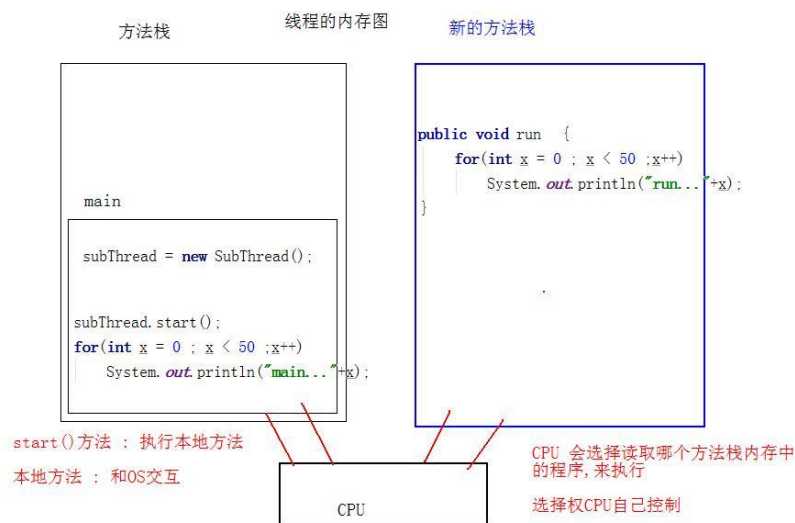 线程的内存图
方法栈
新的方法栈
main
subThread = new SubThread();
subThread.start();
for(int x = 0 ; x < 50 ;x++)
System.out.println("main..."+x);
public void run {
for(int x = 0 ; x < 50 ;x++)
System.out.println("run..."+x);
}
start()方法 : 执行本地方法
本地方法 : 和OS交互
CPU
CPU 会选择读取哪个方法栈内存中
的程序,来执行
选择权CPU自己控制